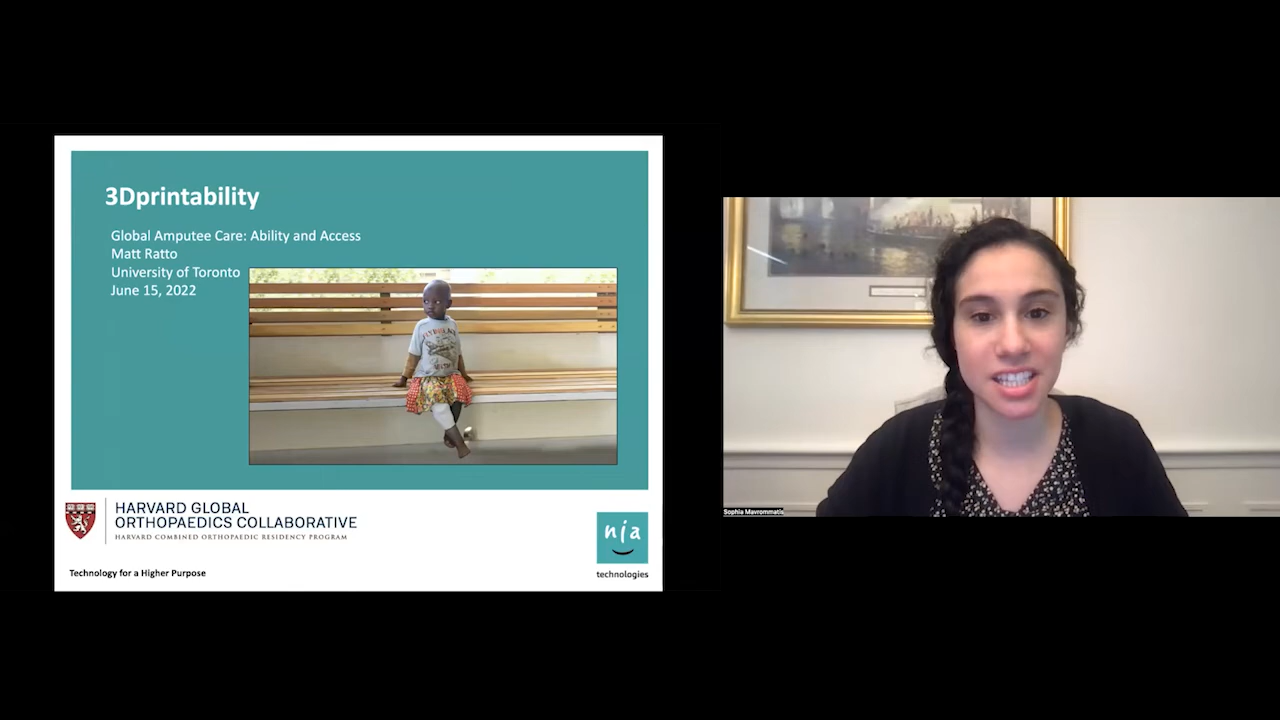 3Dprintability
Global Amputee Care: Ability and Access
Matt Ratto
University of Toronto
June 15, 2022
HARVARD GLOBAL
ORTHOPAEDICS COLLABORATIVE
HARVARD COMBINED ORTHOPAEDIC RESIDENCY PROGRAM
Technology for a Higher Purpose
nia
technologies
Sophia Mavrommatis